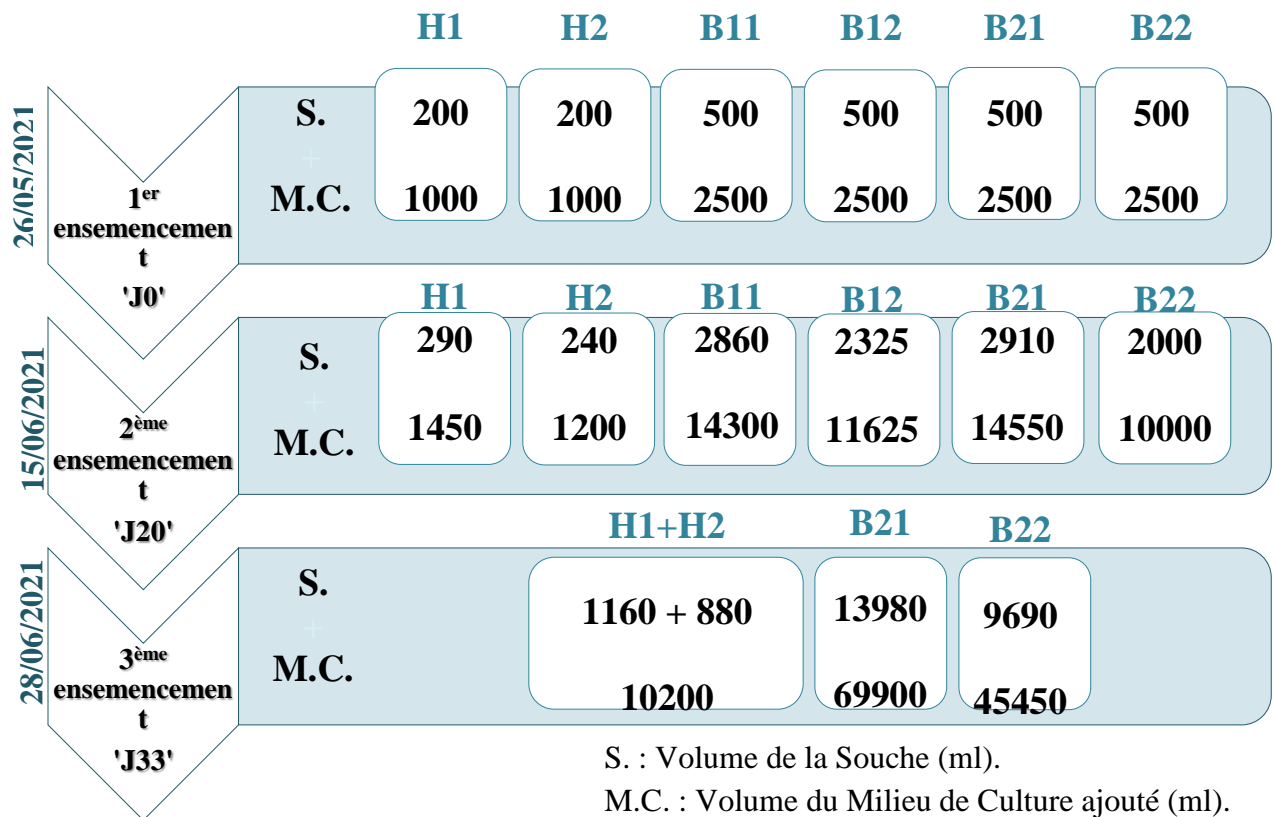 H1 H2 B11 B12 B21 B22
26/05/2021
1er
ensemencemen
t
'J0'
S. 200 200 500 500 500 500
+
M.C. 1000 1000 2500 2500 2500 2500
H1 H2 B11 B12 B21 B22
15/06/2021
2ème
ensemencemen
t
'J20'
S. 290 240 2860 2325 2910 2000
+
M.C. 1450 1200 14300 11625 14550 10000
H1+H2 B21 B22
28/06/2021
3ème
ensemencemen
t
'J33'
S. 1160 + 880 13980 9690
+
M.C. 10200 69900 45450
S. : Volume de la Souche (ml).
M.C. : Volume du Milieu de Culture ajouté (ml).